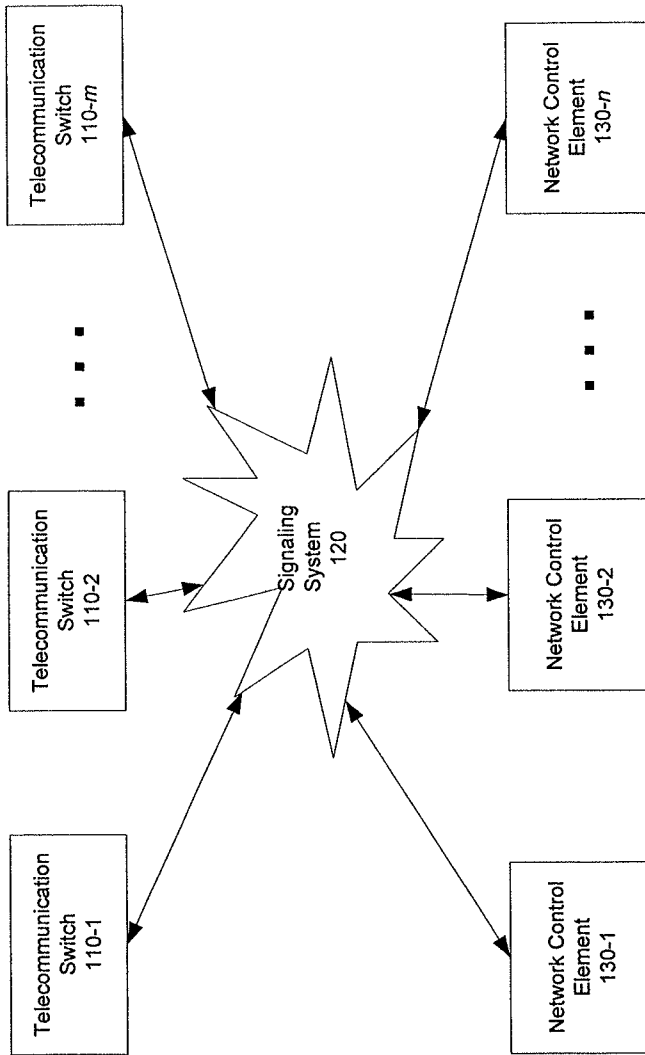 Telecommunication
Switch
110-1
Telecommunication
Switch
110-2
Telecommunication
Switch
110-m
Signaling
System
120
Network Control
Element
130-1
Network Control
Element
130-2
Network Control
Element
130-n